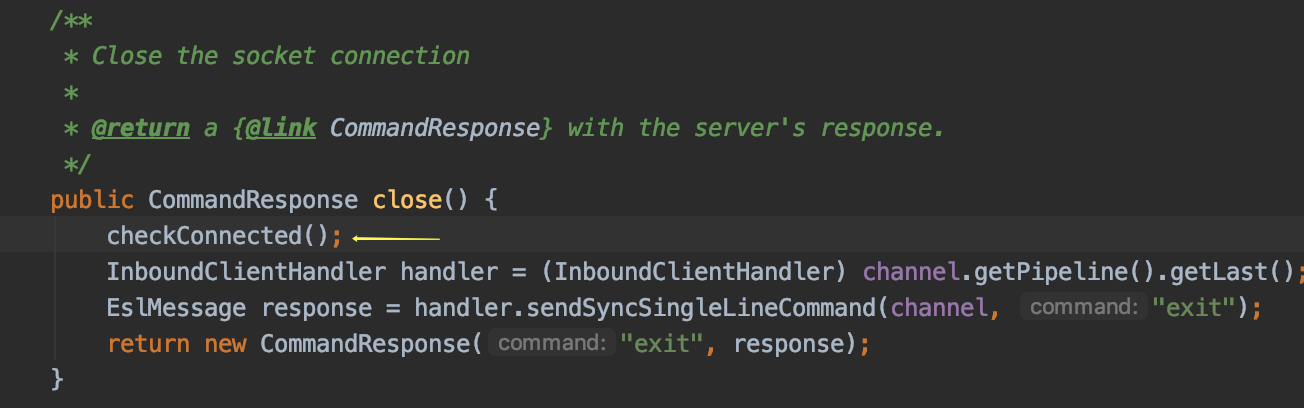 /**
* Close the socket connection
*
* @return a {@link CommandResponse} with the server's response.
*/
public CommandResponse close() {
checkConnected();
InboundClientHandler handler = (InboundClientHandler) channel.getPipeline().getLast();
EslMessage response = handler.sendSyncSingleLineCommand(channel, command: "exit");
return new CommandResponse( command: "exit", response);
}